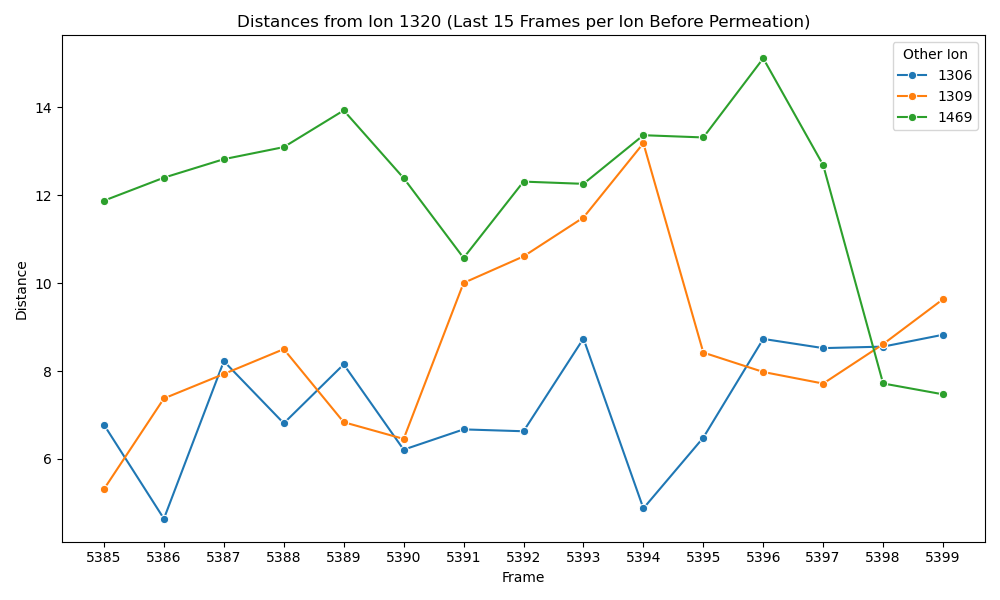 Distances from Ion 1320 (Last 15 Frames per Ion Before Permeation)
Other Ion
1306
1309
1469
Distance
14
12
10
8
6
5385 5386 5387 5388 5389 5390 5391 5392 5393 5394 5395 5396 5397 5398 5399
Frame